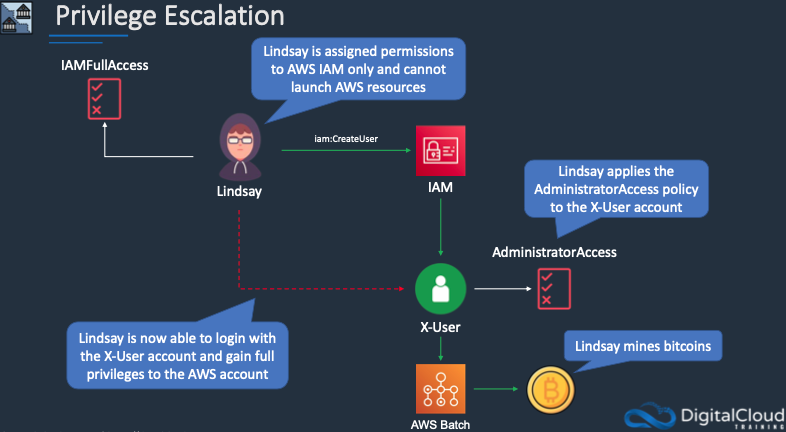 Privilege Escalation
IAMFullAccess
Lindsay is assigned permissions
to AWS IAM only and cannot
launch AWS resources
iam:CreateUser
Lindsay
IAM
Lindsay applies the
AdministratorAccess policy
to the X-User account
AdministratorAccess
X-User
Lindsay is now able to login with
the X-User account and gain full
privileges to the AWS account
Lindsay mines bitcoins
AWS Batch
DigitalCloud
TRAINING